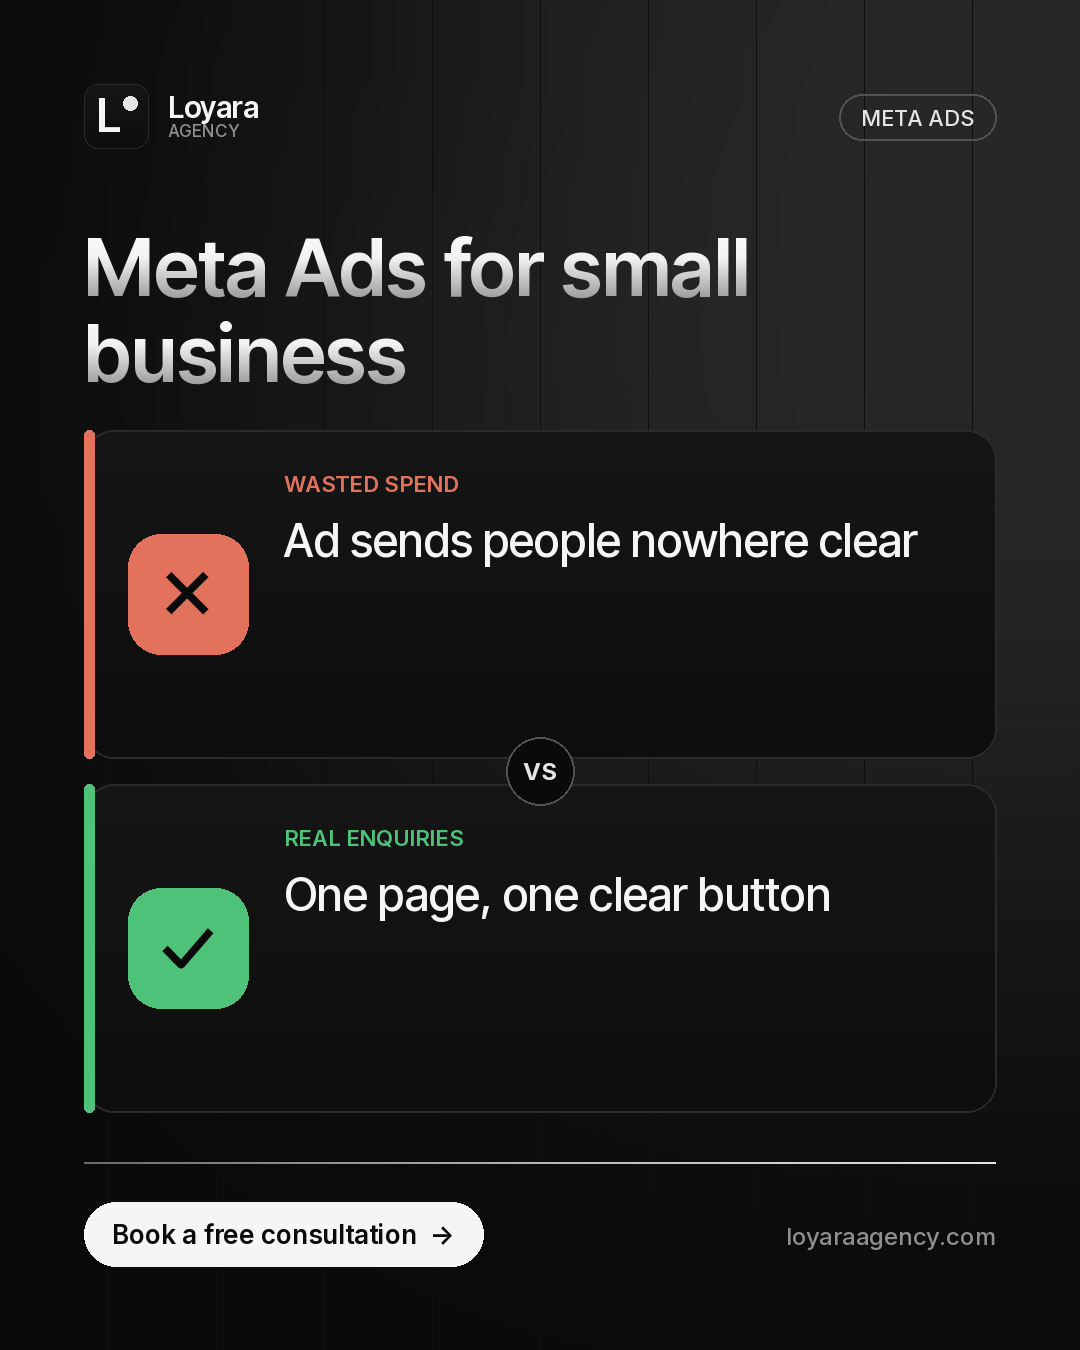 Loyara
AGENCY
META ADS
Meta Ads for small
business
WASTED SPEND
Ad sends people nowhere clear
VS
REAL ENQUIRIES
One page, one clear button
Book a free consultation →
loyaraagency.com